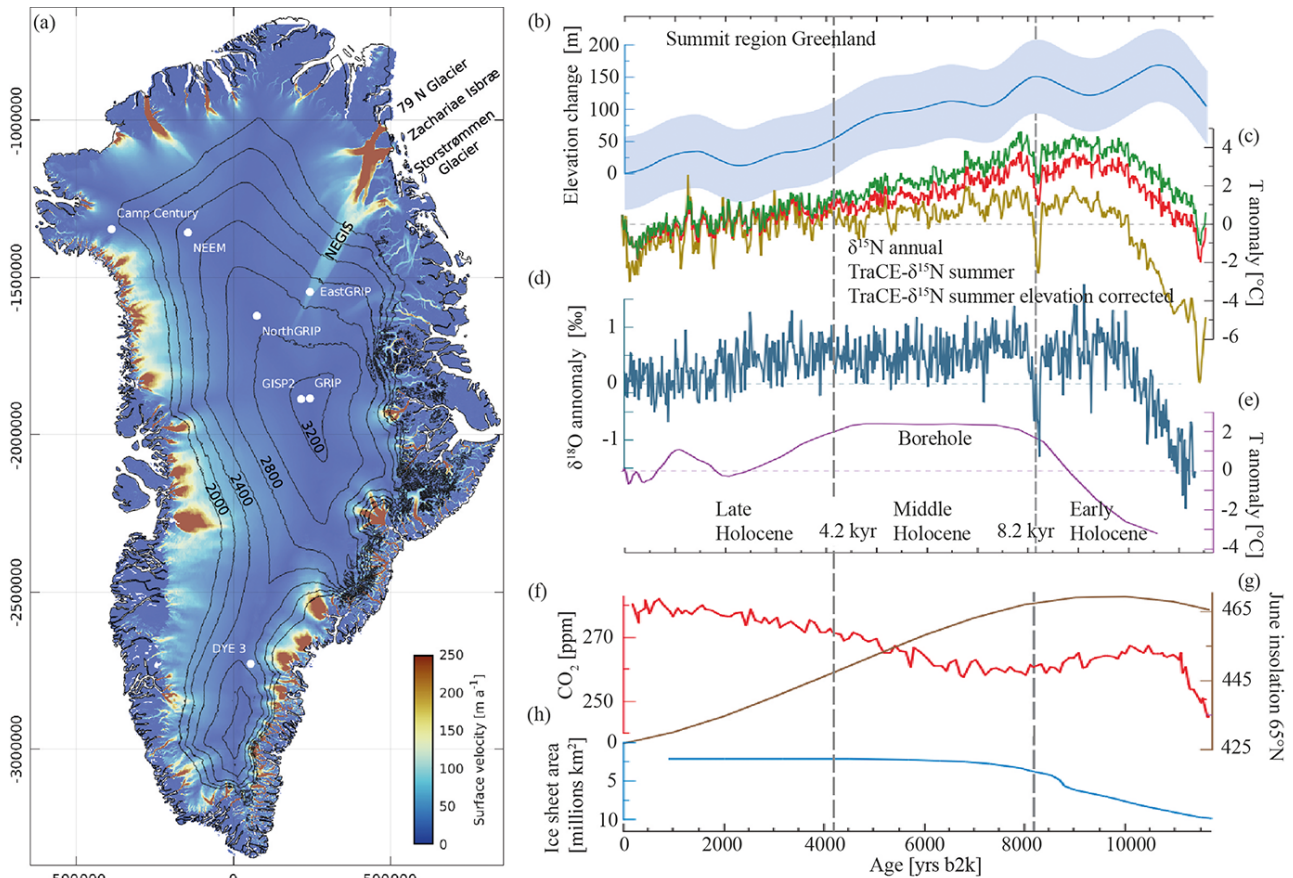 (a)
79 N Glacier
Zachariae Isbræ
Storstrømmen
Glacier
-1000000
-1500000
-2000000
-2500000
-3000000
Camp Century
NEEM
NEGIS
EastGRIP
NorthGRIP
GISP2
GRIP
3200
2800
2400
2000
DYE 3
250
200
150
100
50
0
Surface velocity [m a⁻¹]
-500000
0
500000
(b)
Summit region Greenland
Elevation change [m]
200
150
100
50
0
(c)
4
2
0
-2
-4
-6
Tanomaly [°C]
δ¹⁵N annual
TraCE-δ¹⁵N summer
TraCE-δ¹⁵N summer elevation corrected
(d)
δ¹⁸O annomaly [‰]
1
0
-1
(e)
2
0
-2
-4
Tanomaly [°C]
Borehole
Late
Holocene
4.2 kyr
Middle
Holocene
8.2 kyr
Early
Holocene
(f)
CO₂ [ppm]
270
250
(g)
465
445
425
June insolation 65°N
(h)
Ice sheet area
[millions km²]
0
5
10
0
2000
4000
6000
8000
10000
Age [yrs b2k]